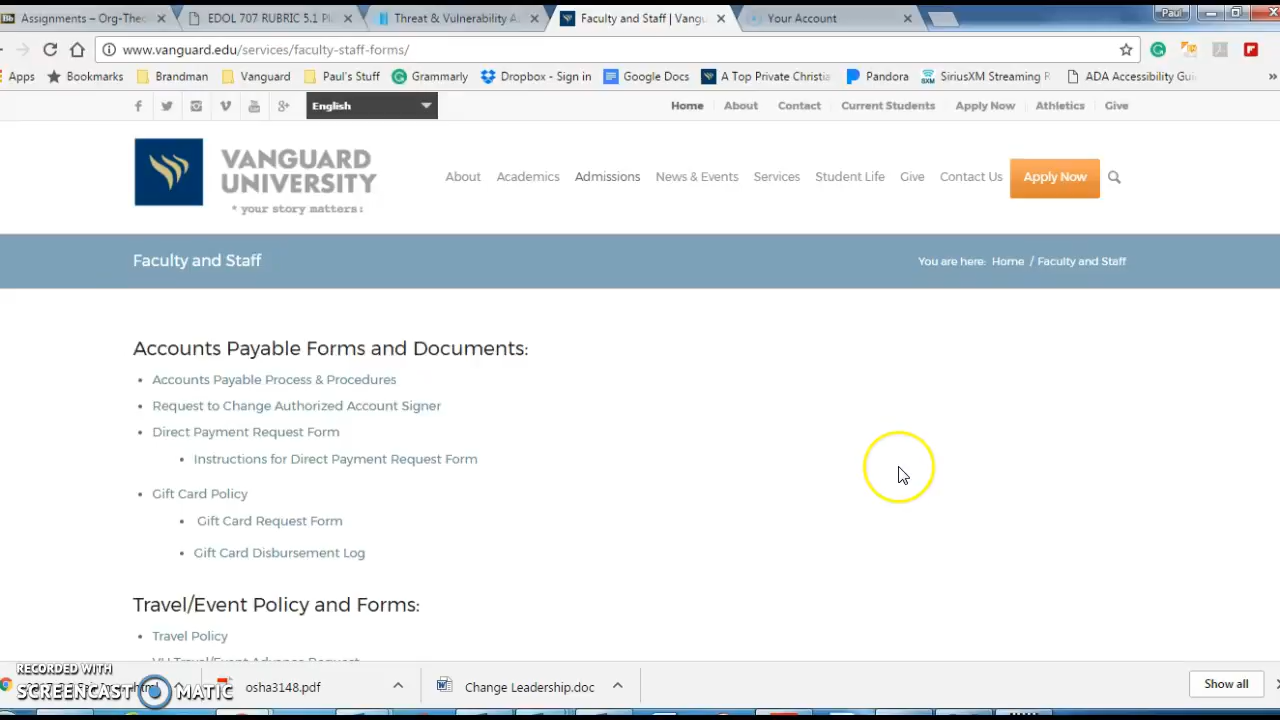 Assignments – Org-The
EDOL 707 RUBRIC 5.1 Pl
Threat & Vulnerability A
Faculty and Staff | Vangu
Your Account
Paul
www.vanguard.edu/services/faculty-staff-forms/
Apps Bookmarks Brandman Vanguard Paul's Stuff Grammarly Dropbox - Sign in Google Docs A Top Private Christia Pandora SiriusXM Streaming R ADA Accessibility Gui »
English Home About Contact Current Students Apply Now Athletics Give
VANGUARD
UNIVERSITY
* your story matters:
About Academics Admissions News & Events Services Student Life Give Contact Us Apply Now
Faculty and Staff You are here: Home / Faculty and Staff
Accounts Payable Forms and Documents:
• Accounts Payable Process & Procedures
• Request to Change Authorized Account Signer
• Direct Payment Request Form
• Instructions for Direct Payment Request Form
• Gift Card Policy
• Gift Card Request Form
• Gift Card Disbursement Log
Travel/Event Policy and Forms:
• Travel Policy
VU Travel/Event Advance Request
RECORDED WITH
SCREENCAST MATIC
osha3148.pdf Change Leadership.doc Show all